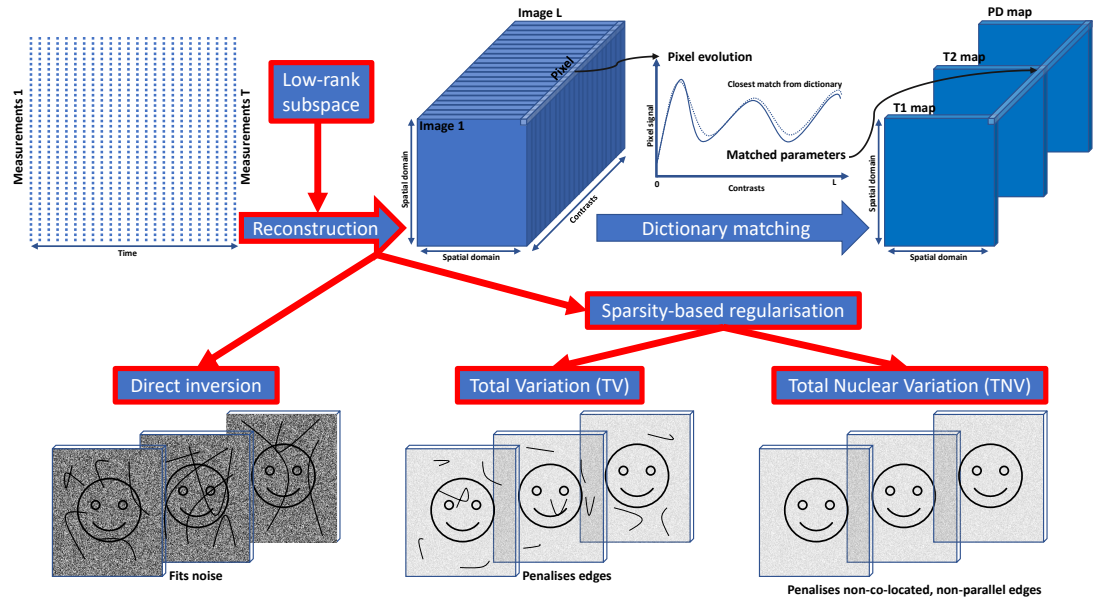 Measurements 1
Measurements T
Time
Low-rank
subspace
Reconstruction
Image L
Pixel
Image 1
Spatial domain
Spatial domain
Contrasts
Pixel evolution
Closest match from dictionary
Pixel signal
Matched parameters
0
L
Contrasts
Dictionary matching
PD map
T2 map
T1 map
Spatial domain
Spatial domain
Sparsity-based regularisation
Direct inversion
Total Variation (TV)
Total Nuclear Variation (TNV)
Fits noise
Penalises edges
Penalises non-co-located, non-parallel edges